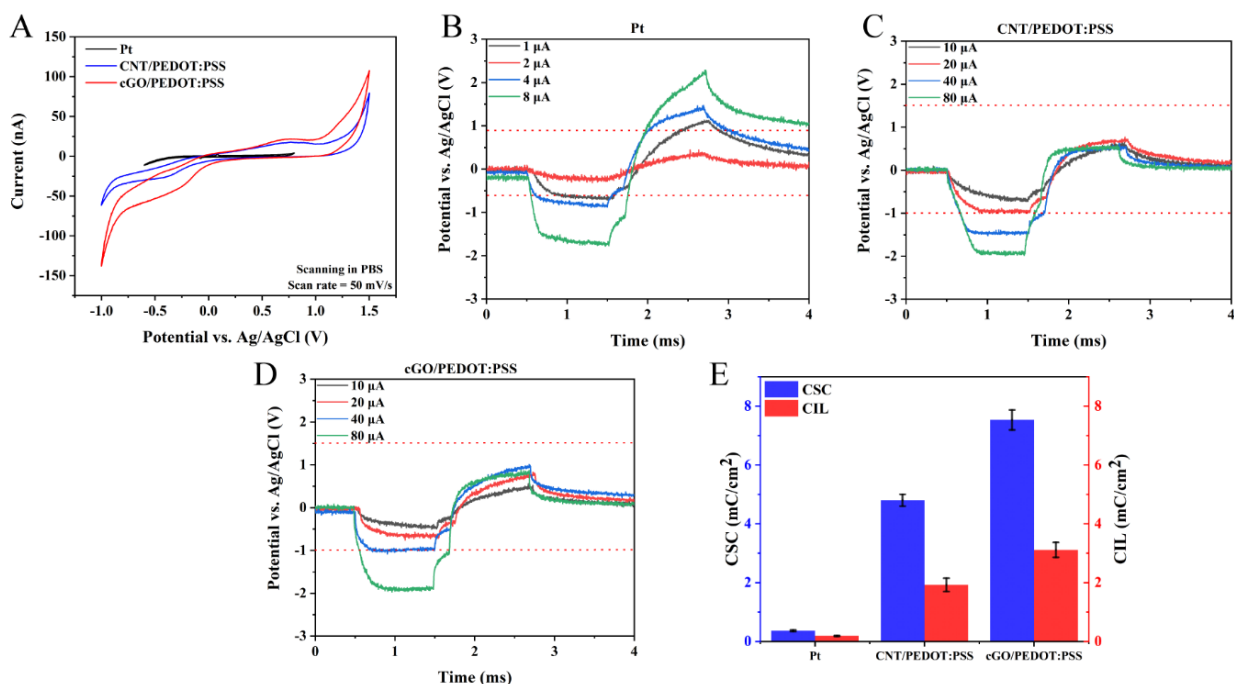 A
Pt
CNT/PEDOT:PSS
cGO/PEDOT:PSS
150
100
50
0
-50
-100
-150
Current (nA)
Scanning in PBS
Scan rate = 50 mV/s
-1.0 -0.5 0.0 0.5 1.0 1.5
Potential vs. Ag/AgCl (V)
B
Pt
1 µA
2 µA
4 µA
8 µA
3
2
1
0
-1
-2
-3
Potential vs. Ag/AgCl (V)
0 1 2 3 4
Time (ms)
C
CNT/PEDOT:PSS
10 µA
20 µA
40 µA
80 µA
3
2
1
0
-1
-2
-3
Potential vs. Ag/AgCl (V)
0 1 2 3 4
Time (ms)
D
cGO/PEDOT:PSS
10 µA
20 µA
40 µA
80 µA
3
2
1
0
-1
-2
-3
Potential vs. Ag/AgCl (V)
0 1 2 3 4
Time (ms)
E
CSC
CIL
8
6
4
2
0
CSC (mC/cm²)
8
6
4
2
0
CIL (mC/cm²)
Pt CNT/PEDOT:PSS cGO/PEDOT:PSS